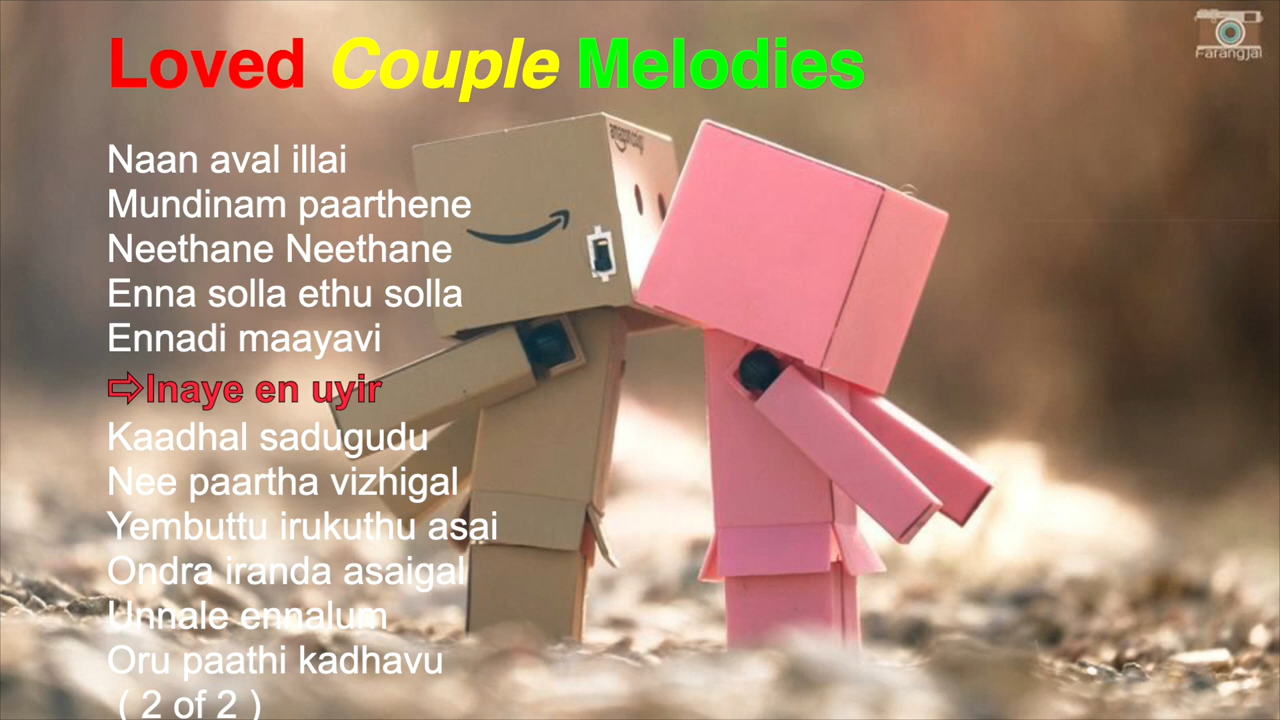 Loved Couple Melodies
FarangJai
Naan aval illai
Mundinam paarthene
Neethane Neethane
Enna solla ethu solla
Ennadi maayavi
⇨Inaye en uyir
Kaadhal sadugudu
Nee paartha vizhigal
Yembuttu irukuthu asai
Ondra iranda asaigal
Unnale ennalum
Oru paathi kadhavu
( 2 of 2 )